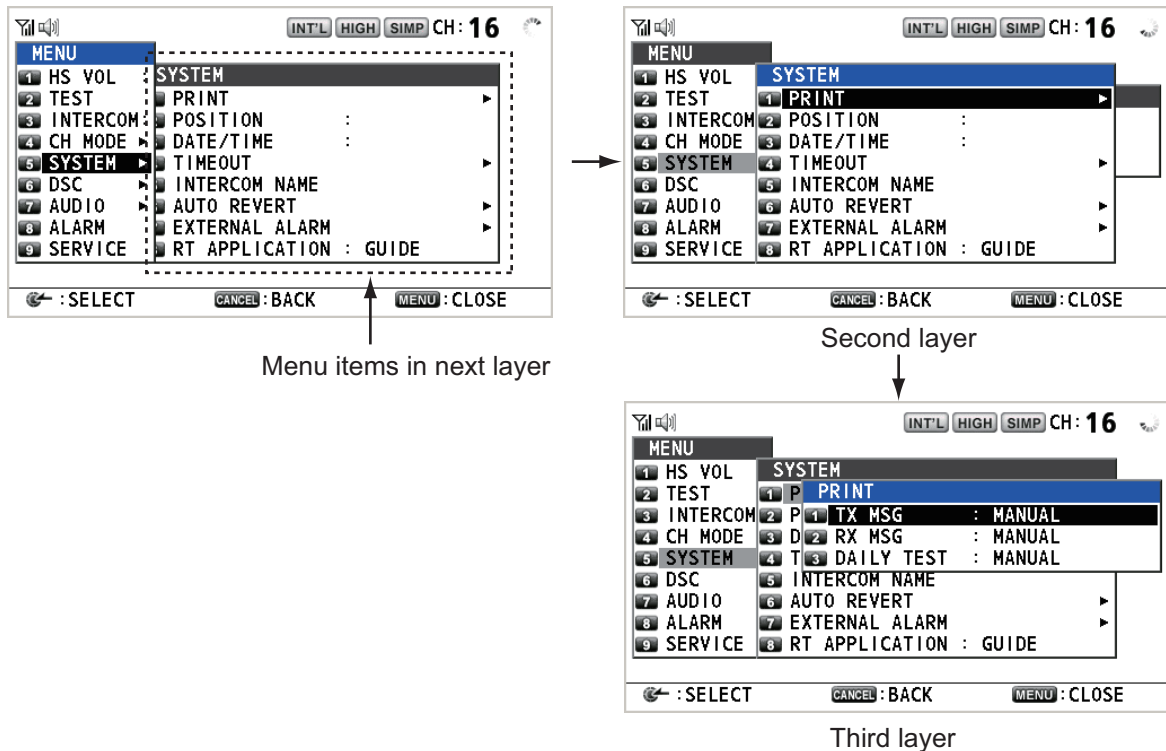 INT'L HIGH SIMP CH: 16
MENU
1 HS VOL :
2 TEST
3 INTERCOM:
4 CH MODE
5 SYSTEM
6 DSC
7 AUDIO
8 ALARM
9 SERVICE
SYSTEM
PRINT
POSITION :
DATE/TIME :
TIMEOUT
INTERCOM NAME
AUTO REVERT
EXTERNAL ALARM
RT APPLICATION : GUIDE
: SELECT CANCEL : BACK MENU : CLOSE
Menu items in next layer
INT'L HIGH SIMP CH: 16
MENU
1 HS VOL
2 TEST
3 INTERCOM
4 CH MODE
5 SYSTEM
6 DSC
7 AUDIO
8 ALARM
9 SERVICE
SYSTEM
1 PRINT
2 POSITION :
3 DATE/TIME :
4 TIMEOUT
5 INTERCOM NAME
6 AUTO REVERT
7 EXTERNAL ALARM
8 RT APPLICATION : GUIDE
: SELECT CANCEL : BACK MENU : CLOSE
Second layer
INT'L HIGH SIMP CH: 16
MENU
1 HS VOL
2 TEST
3 INTERCOM
4 CH MODE
5 SYSTEM
6 DSC
7 AUDIO
8 ALARM
9 SERVICE
SYSTEM
1 P
2 P
3 D
4 T
5 INTERCOM NAME
6 AUTO REVERT
7 EXTERNAL ALARM
8 RT APPLICATION : GUIDE
PRINT
1 TX MSG : MANUAL
2 RX MSG : MANUAL
3 DAILY TEST : MANUAL
: SELECT CANCEL : BACK MENU : CLOSE
Third layer